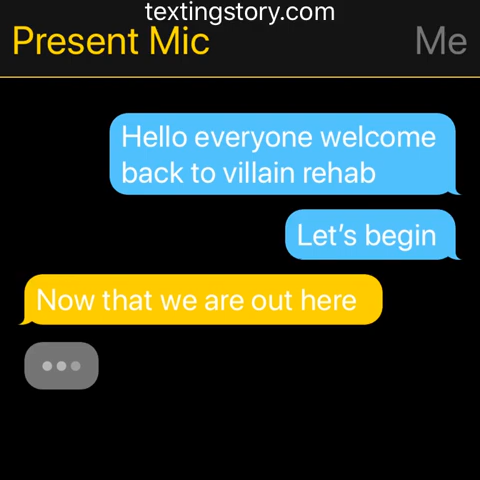 textingstory.com
Present Mic
Me
Hello everyone welcome
back to villain rehab
Let’s begin
Now that we are out here